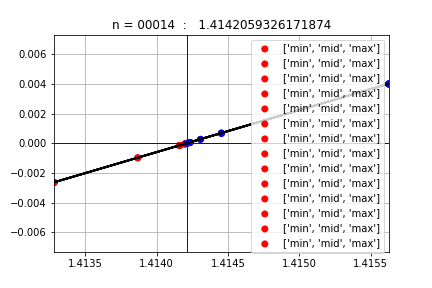 n = 00014  :   1.4142059326171874
0.006
0.004
0.002
0.000
−0.002
−0.004
−0.006
['min', 'mid', 'max']
['min', 'mid', 'max']
['min', 'mid', 'max']
['min', 'mid', 'max']
['min', 'mid', 'max']
['min', 'mid', 'max']
['min', 'mid', 'max']
['min', 'mid', 'max']
['min', 'mid', 'max']
['min', 'mid', 'max']
['min', 'mid', 'max']
['min', 'mid', 'max']
['min', 'mid', 'max']
['min', 'mid', 'max']
1.4135 1.4140 1.4145 1.4150 1.4155